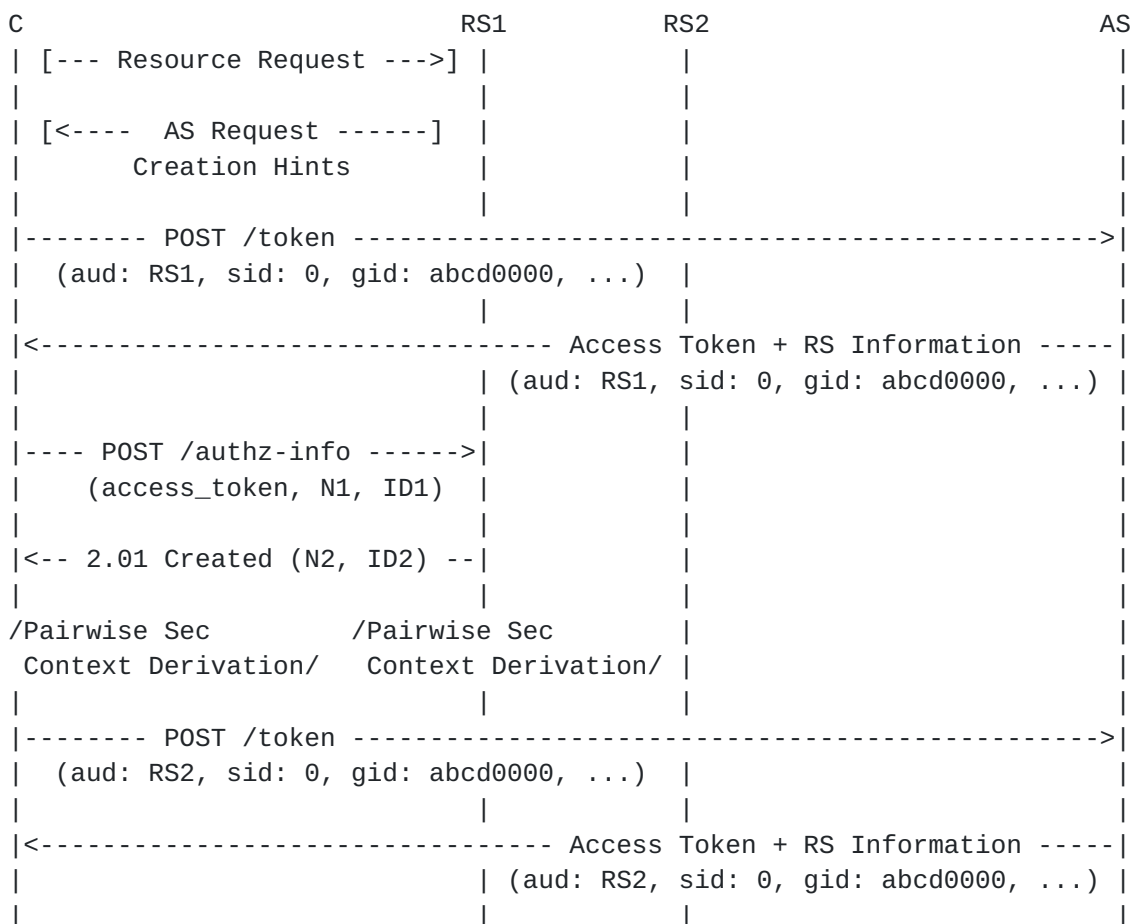 C                            RS1          RS2                          AS
| [--- Resource Request --->] |            |                           |
|                             |            |                           |
| [<----  AS Request ------]  |            |                           |
|       Creation Hints        |            |                           |
|                             |            |                           |
|-------- POST /token ------------------------------------------------>|
|  (aud: RS1, sid: 0, gid: abcd0000, ...)  |                           |
|                             |            |                           |
|<--------------------------------- Access Token + RS Information -----|
|                             | (aud: RS1, sid: 0, gid: abcd0000, ...) |
|                             |            |                           |
|---- POST /authz-info ------>|            |                           |
|    (access_token, N1, ID1)  |            |                           |
|                             |            |                           |
|<-- 2.01 Created (N2, ID2) --|            |                           |
|                             |            |                           |
/Pairwise Sec         /Pairwise Sec        |                           |
 Context Derivation/   Context Derivation/ |                           |
|                             |            |                           |
|-------- POST /token ------------------------------------------------>|
|  (aud: RS2, sid: 0, gid: abcd0000, ...)  |                           |
|                             |            |                           |
|<--------------------------------- Access Token + RS Information -----|
|                             | (aud: RS2, sid: 0, gid: abcd0000, ...) |
|                             |            |                           |